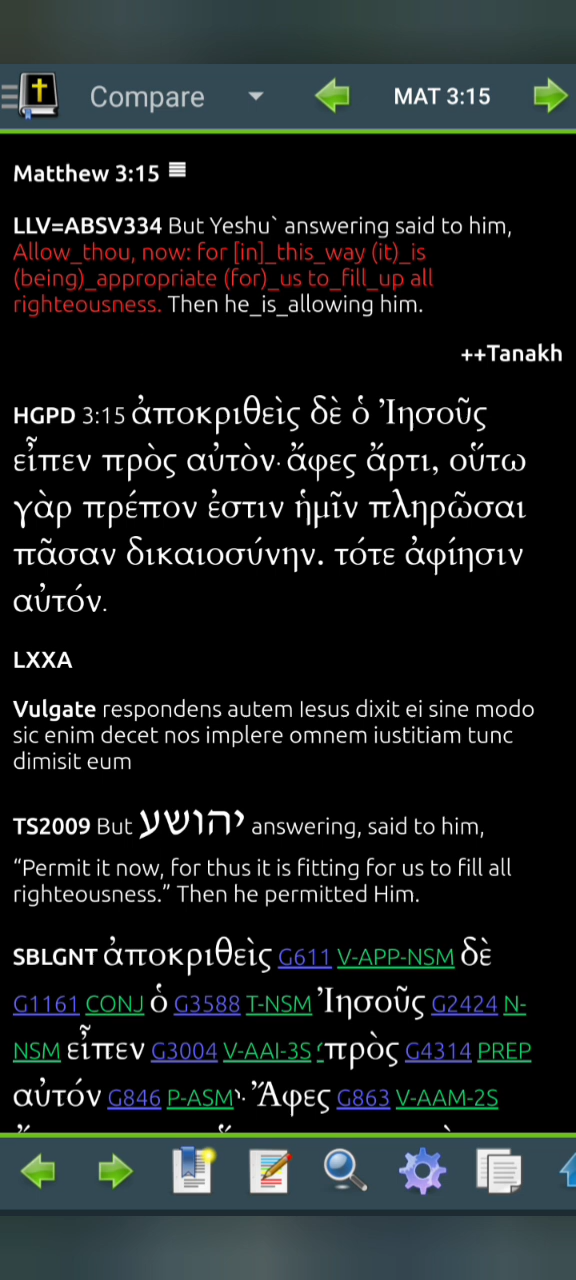 Compare
MAT 3:15
Matthew 3:15
LLV=ABSV334 But Yeshu` answering said to him,
Allow_thou, now: for [in]_this_way (it)_is
(being)_appropriate (for)_us to_fill_up all
righteousness. Then he_is_allowing him.
++Tanakh
HGPD 3:15 ἀποκριθεὶς δὲ ὁ Ἰησοῦς
εἶπεν πρὸς αὐτὸν· ἄφες ἄρτι, οὕτω
γὰρ πρέπον ἐστιν ἡμῖν πληρῶσαι
πᾶσαν δικαιοσύνην. τότε ἀφίησιν
αὐτόν.
LXXA
Vulgate respondens autem Iesus dixit ei sine modo
sic enim decet nos implere omnem iustitiam tunc
dimisit eum
TS2009 But יהושע answering, said to him,
“Permit it now, for thus it is fitting for us to fill all
righteousness.” Then he permitted Him.
SBLGNT ἀποκριθεὶς G611 V-APP-NSM δὲ
G1161 CONJ ὁ G3588 T-NSM Ἰησοῦς G2424 N-
NSM εἶπεν G3004 V-AAI-3S ⸂πρὸς G4314 PREP
αὐτόν G846 P-ASM⸃· Ἄφες G863 V-AAM-2S